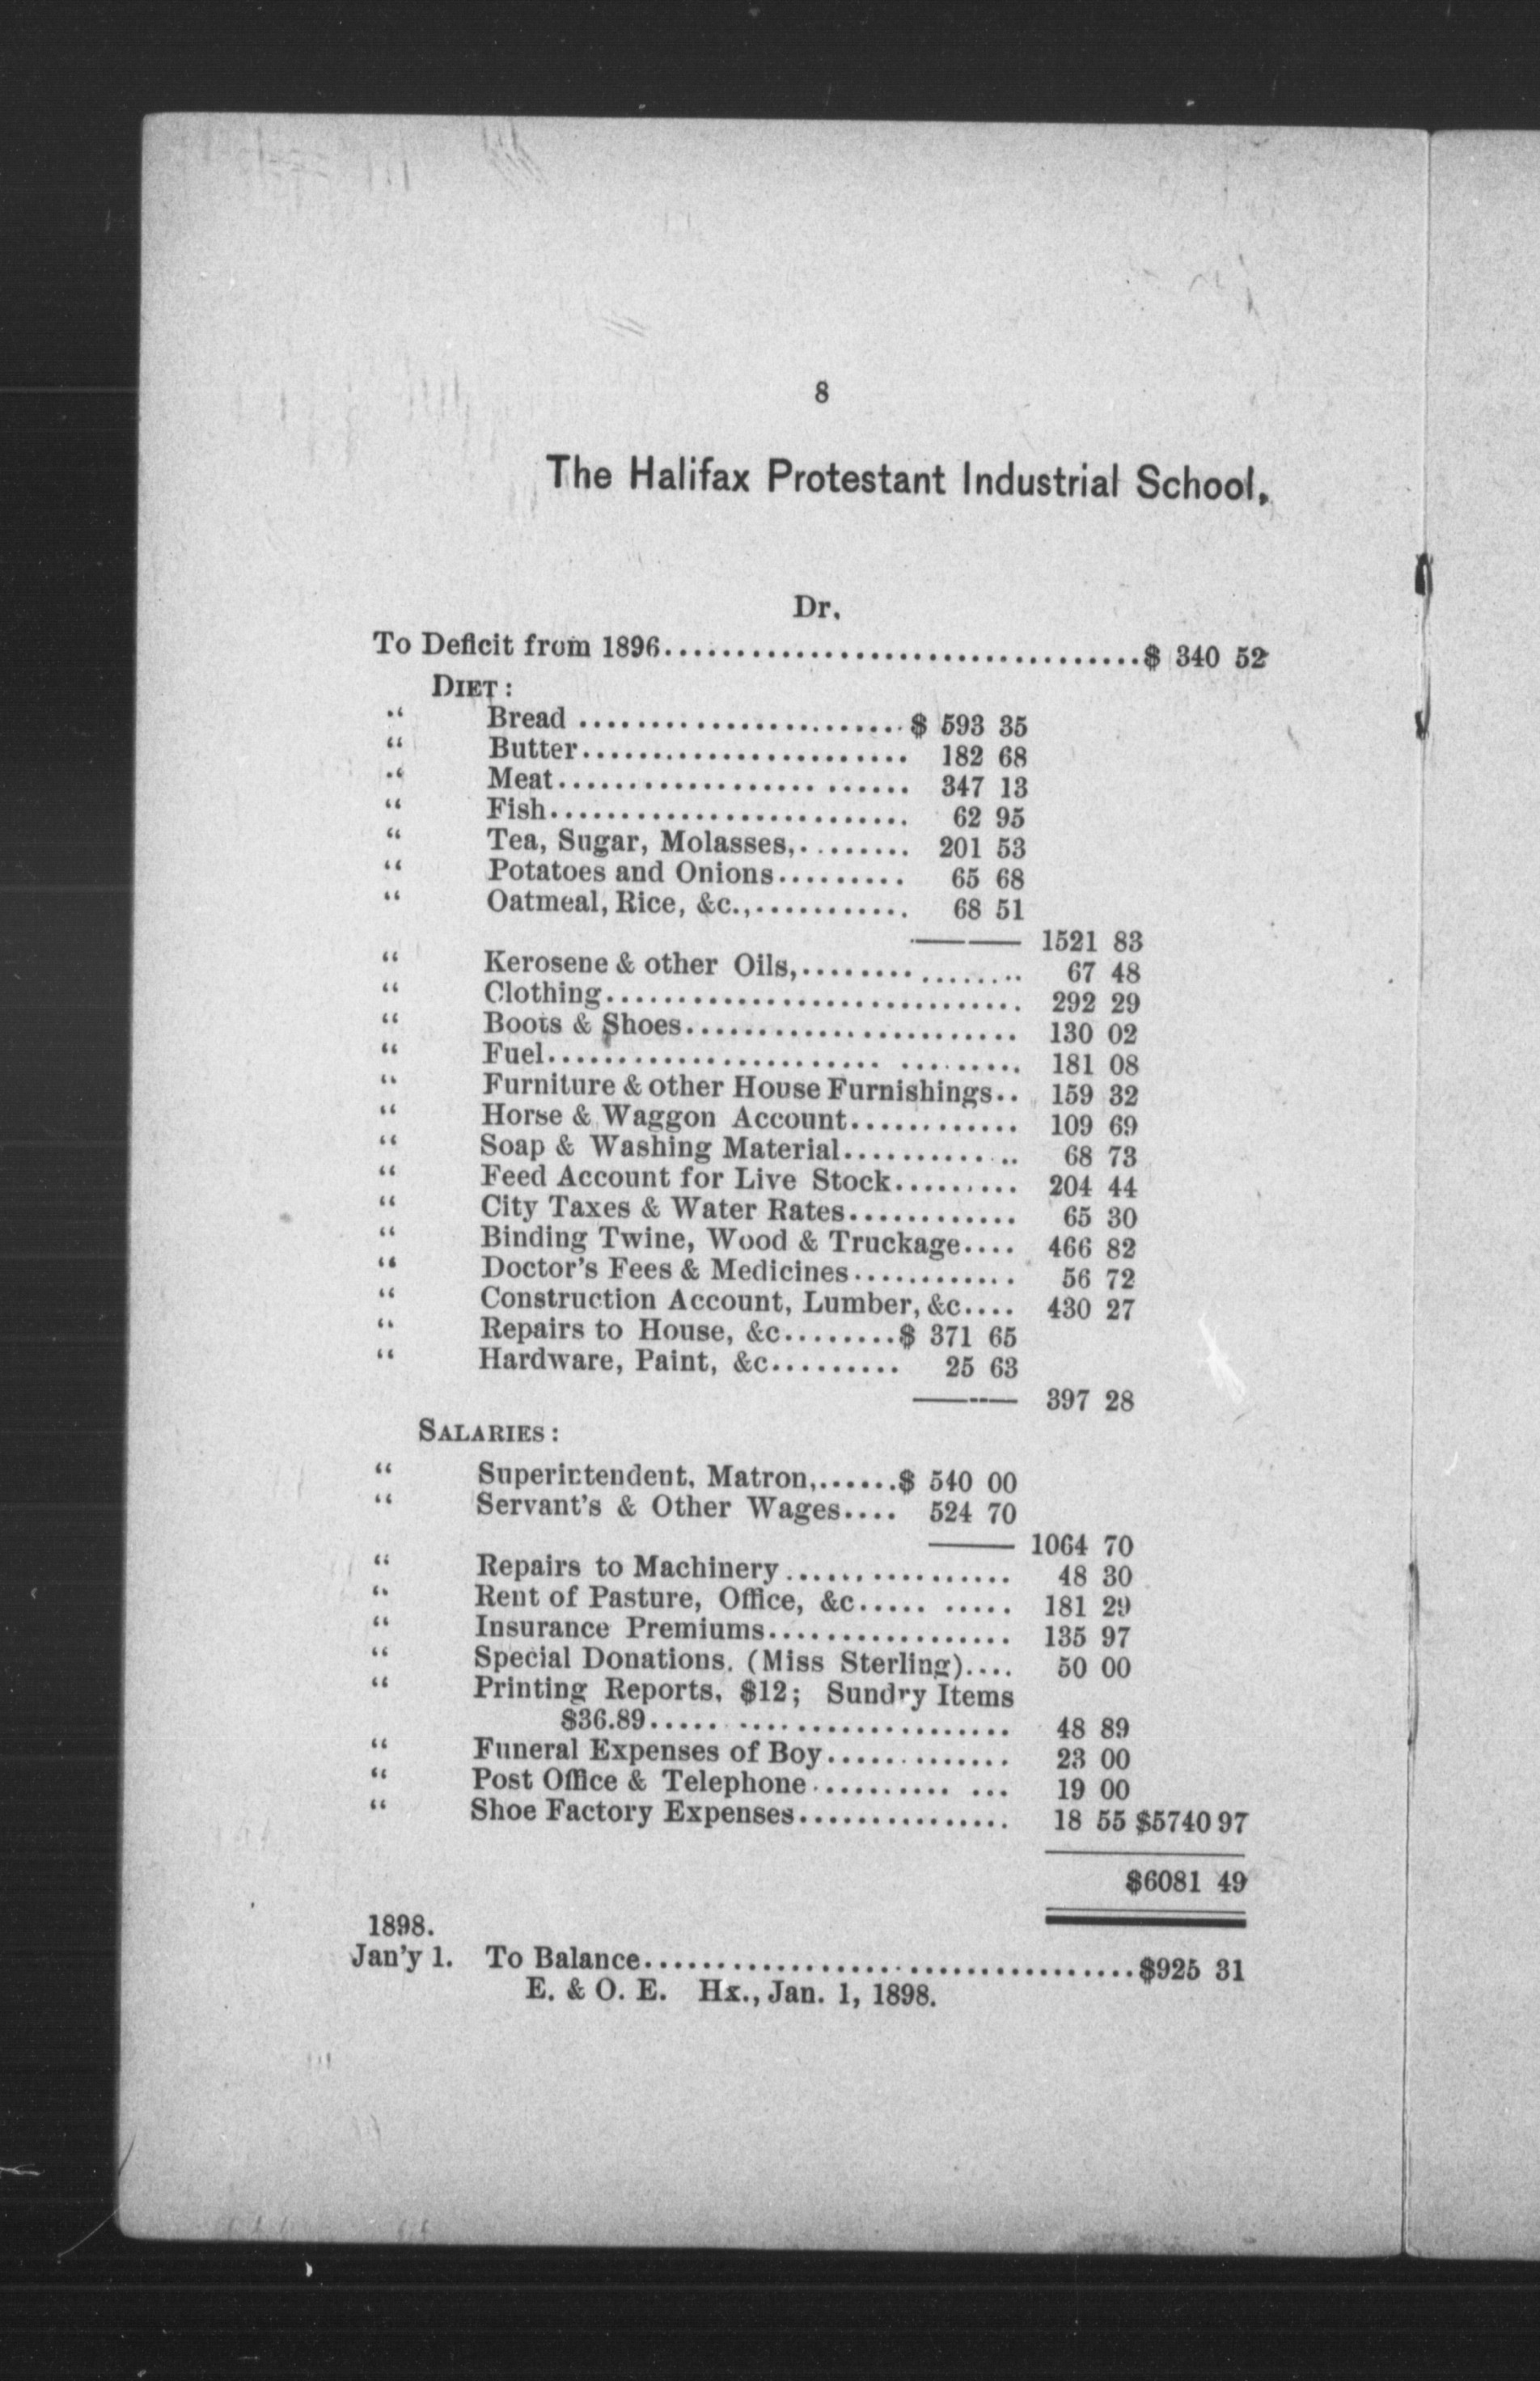 8
The Halifax Protestant Industrial School,
Dr.
To Deficit from 1896..................................$ 340 52
DIET :
“ Bread .......................$ 593 35
“ Butter....................... 182 68
“ Meat.................. ...... 347 13
“ Fish......................... 62 95
“ Tea, Sugar, Molasses,........ 201 53
“ Potatoes and Onions......... 65 68
“ Oatmeal, Rice, &c.,........... 68 51
1521 83
“ Kerosene & other Oils,................ 67 48
“ Clothing............................. 292 29
“ Boots & Shoes....................... 130 02
“ Fuel....................... ......... 181 08
“ Furniture & other House Furnishings.. 159 32
“ Horse & Waggon Account............ 109 69
“ Soap & Washing Material............ 68 73
“ Feed Account for Live Stock......... 204 44
“ City Taxes & Water Rates............ 65 30
“ Binding Twine, Wood & Truckage.... 466 82
“ Doctor's Fees & Medicines............ 56 72
“ Construction Account, Lumber, &c.... 430 27
“ Repairs to House, &c........$ 371 65
“ Hardware, Paint, &c......... 25 63
397 28
SALARIES :
“ Superintendent, Matron,......$ 540 00
“ Servant's & Other Wages.... 524 70
1064 70
“ Repairs to Machinery................ 48 30
“ Rent of Pasture, Office, &c..... ..... 181 29
“ Insurance Premiums................. 135 97
“ Special Donations. (Miss Sterling).... 50 00
“ Printing Reports, $12; Sundry Items
$36.89..... .................... 48 89
“ Funeral Expenses of Boy............. 23 00
“ Post Office & Telephone.......... ... 19 00
“ Shoe Factory Expenses............... 18 55 $5740 97
$6081 49
1898.
Jan'y 1. To Balance..................................$925 31
E. & O. E. Hx., Jan. 1, 1898.